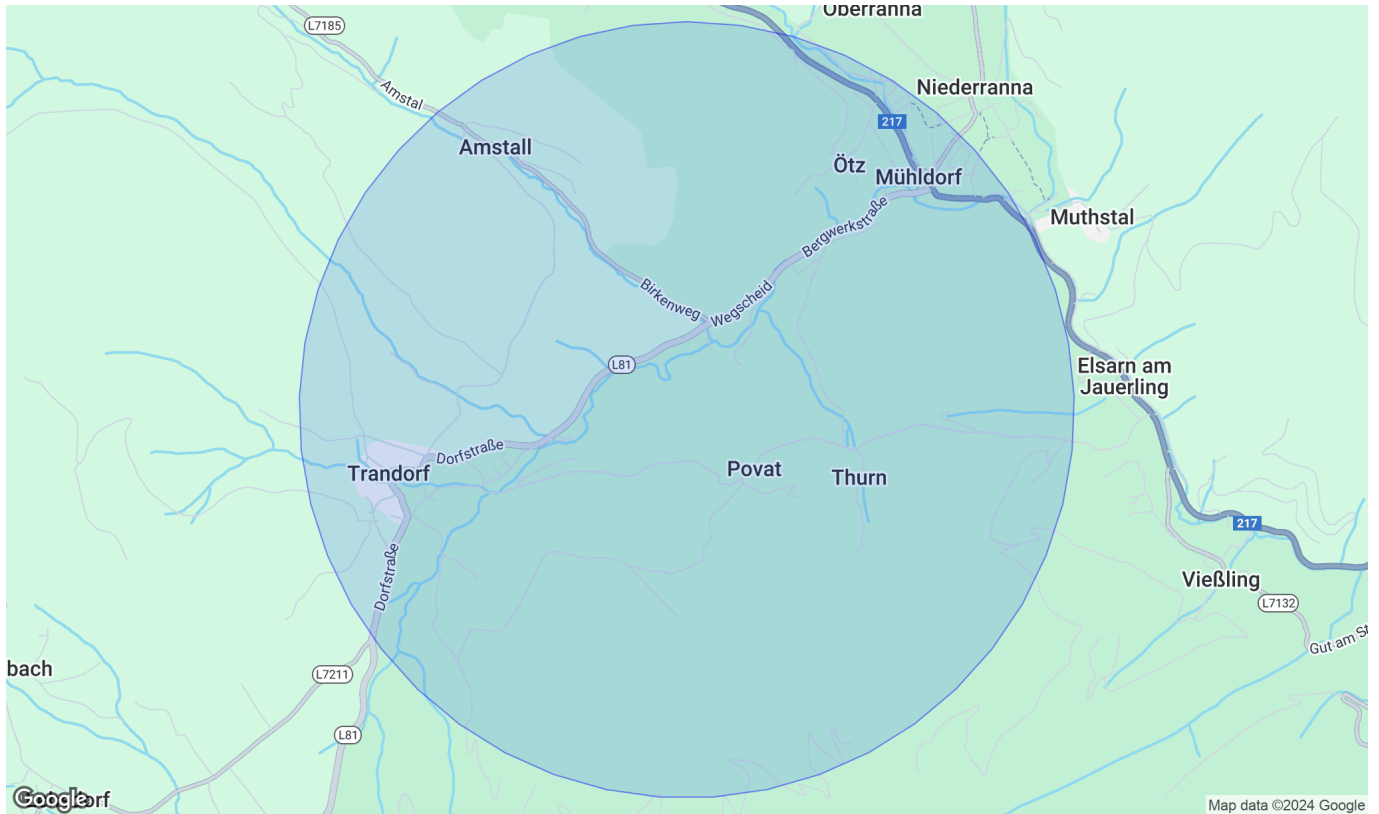 Oberranna
L7185
Niederranna
Amstal
217
Amstall
Ötz
Mühldorf
Muthstal
Bergwerkstraße
Birkenweg
Wegscheid
L81
Elsarn am
Jauerling
Dorfstraße
Trandorf
Povat
Thurn
217
Dorfstraße
Vießling
L7132
Gut am St
bach
L7211
L81
Google
Map data ©2024 Google